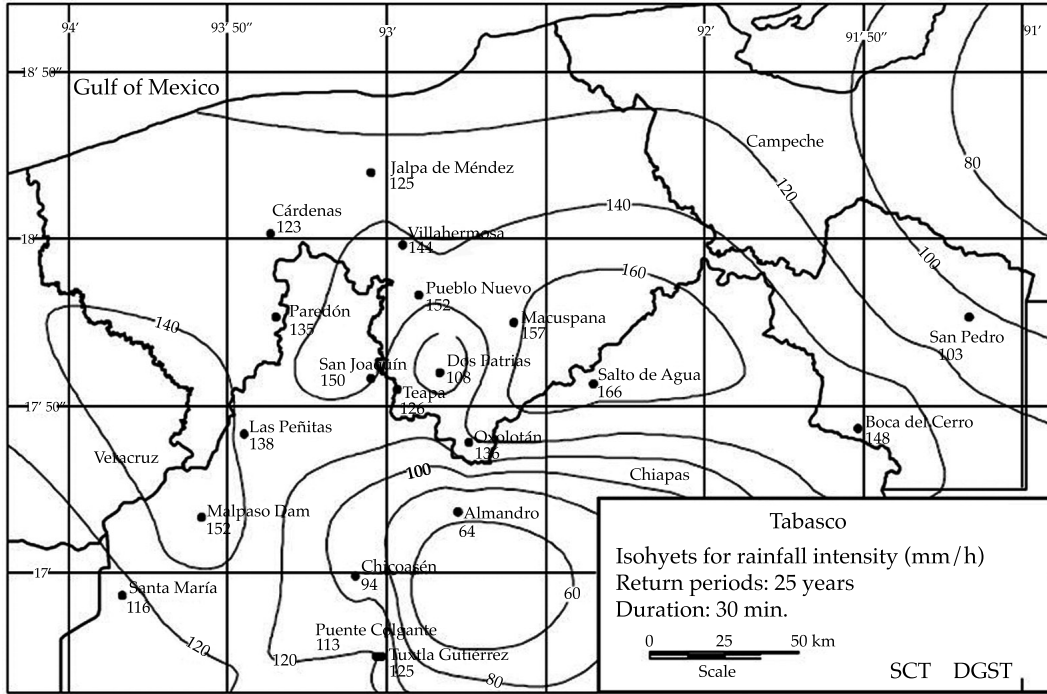 94′
93′ 50″
93′
92′
91′ 50″
91′
18′ 50″
Gulf of Mexico
Campeche
Jalpa de Méndez
125
80
120
140
Cárdenas
123
Villahermosa
144
18′
100
160
Pueblo Nuevo
152
Paredón
135
140
Macuspana
157
San Pedro
103
San Joaquín
150
Dos Patrias
108
Salto de Agua
166
Teapa
126
17′ 50″
Las Peñitas
138
Boca del Cerro
148
Oxolotán
136
Veracruz
100
Chiapas
Malpaso Dam
152
Almandro
64
17′
Chicoasén
94
Santa María
116
60
Puente Colgante
113
120
120
Tuxtla Gutiérrez
125
80
Tabasco
Isohyets for rainfall intensity (mm/h)
Return periods: 25 years
Duration: 30 min.
0 25 50 km
Scale
SCT DGST